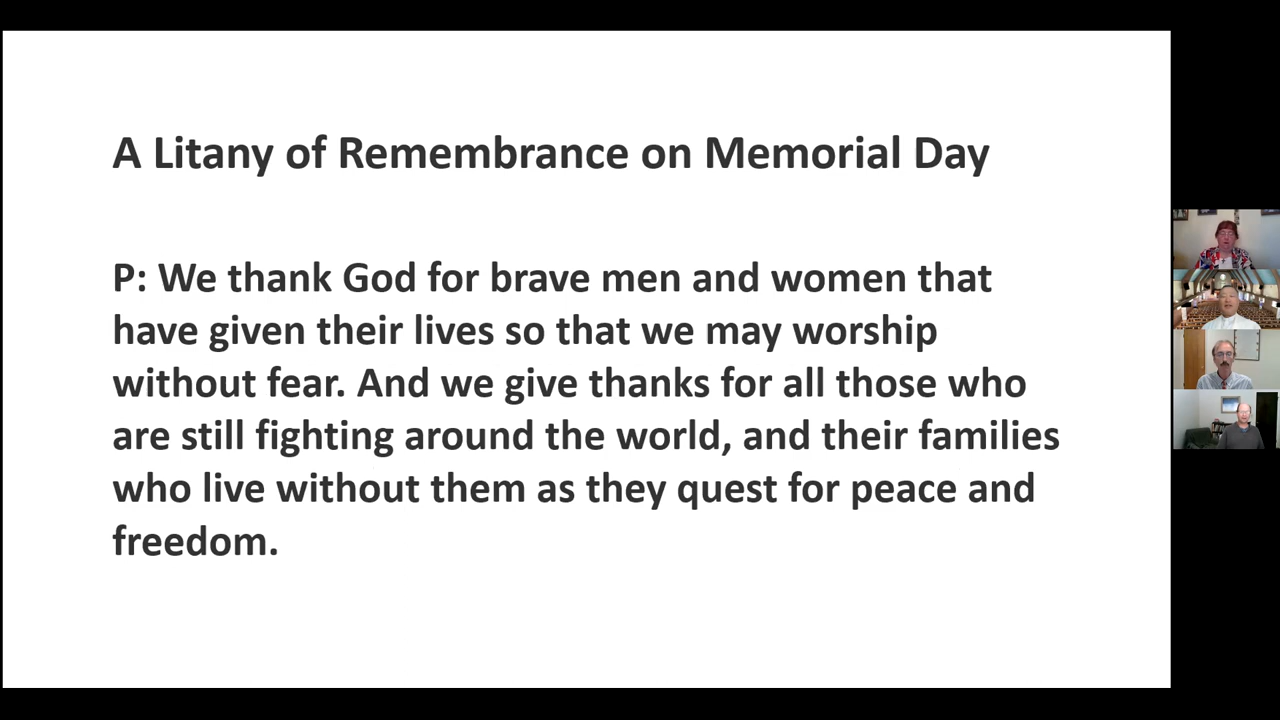 A Litany of Remembrance on Memorial Day
P: We thank God for brave men and women that
have given their lives so that we may worship
without fear. And we give thanks for all those who
are still fighting around the world, and their families
who live without them as they quest for peace and
freedom.